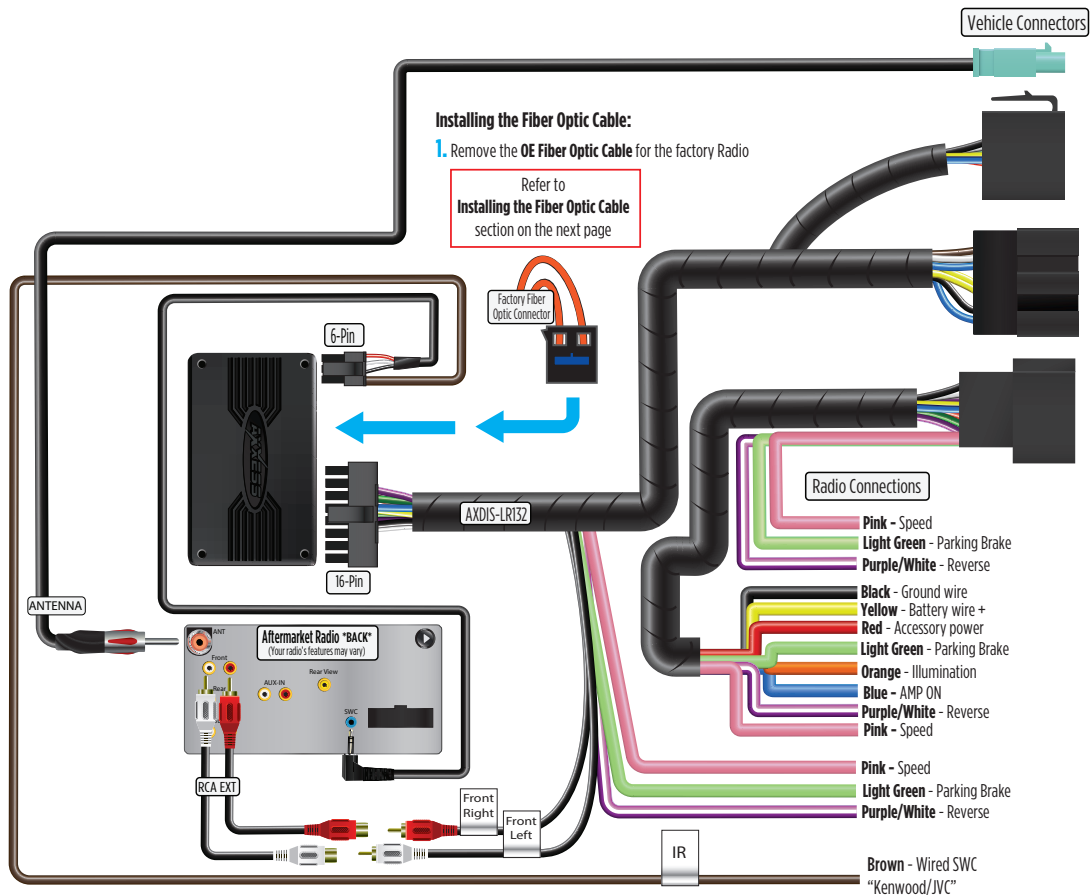 Vehicle Connectors
Installing the Fiber Optic Cable:
1. Remove the OE Fiber Optic Cable for the factory Radio
Refer to
Installing the Fiber Optic Cable
section on the next page
Factory Fiber
Optic Connector
6-Pin
AXXESS
AXDIS-LR132
16-Pin
Radio Connections
Pink - Speed
Light Green - Parking Brake
Purple/White - Reverse
Black - Ground wire
Yellow - Battery wire +
Red - Accessory power
Light Green - Parking Brake
Orange - Illumination
Blue - AMP ON
Purple/White - Reverse
Pink - Speed
Pink - Speed
Light Green - Parking Brake
Purple/White - Reverse
ANTENNA
ANT
Aftermarket Radio *BACK*
(Your radio's features may vary)
Front
Rear
AUX-IN
Rear View
SWC
RCA EXT
Front
Right
Front
Left
IR
Brown - Wired SWC
"Kenwood/JVC"